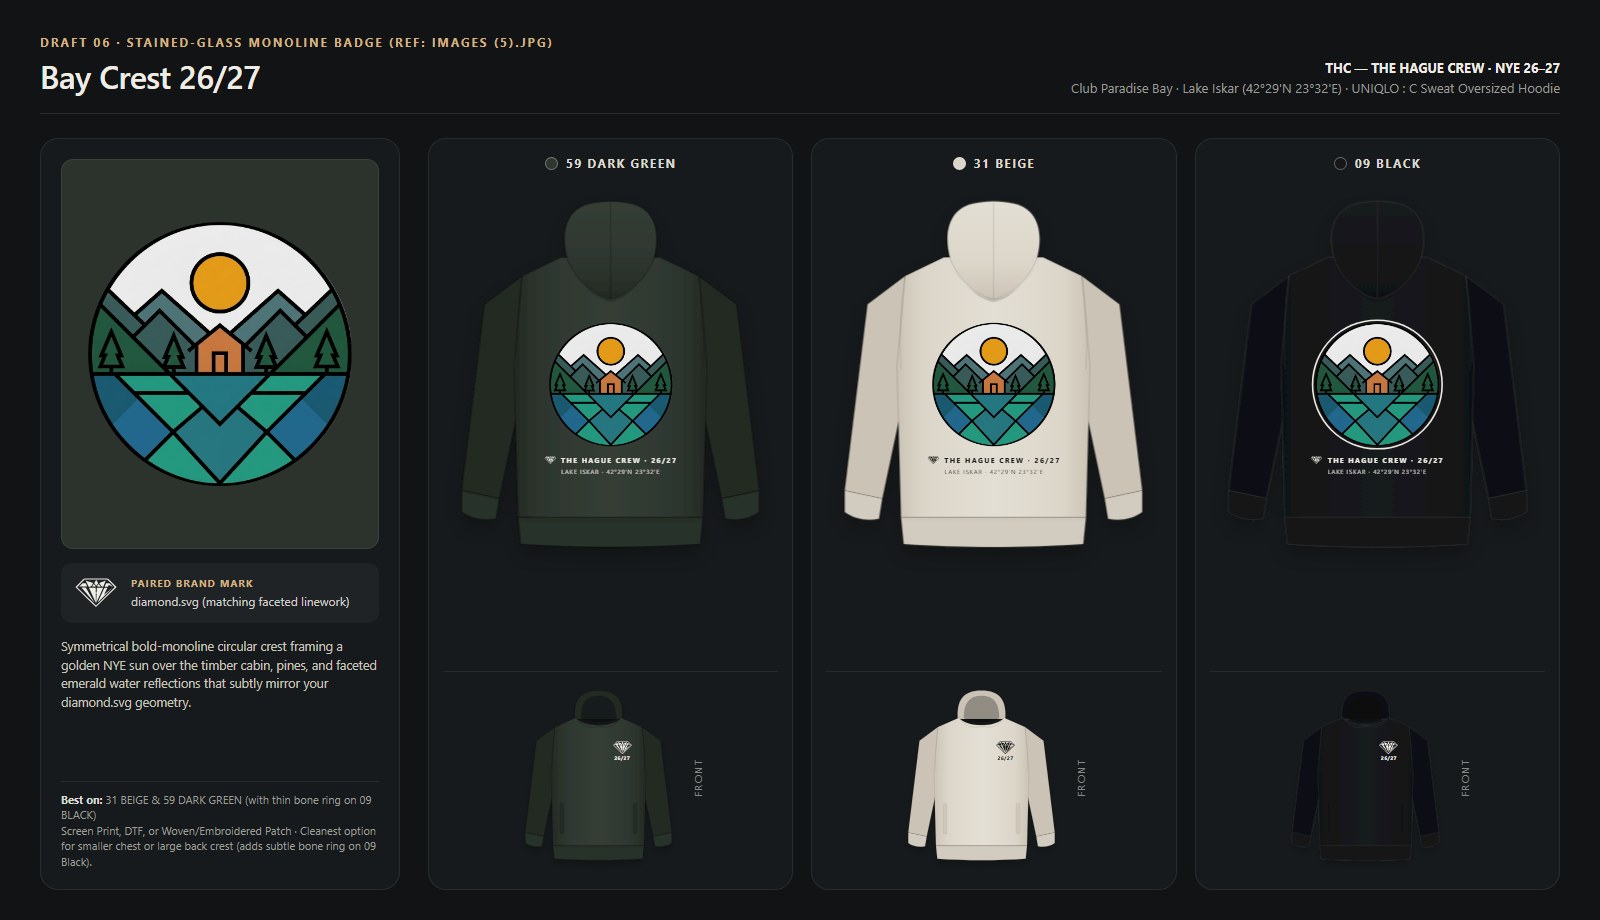 DRAFT 06 · STAINED-GLASS MONOLINE BADGE (REF: IMAGES (5).JPG)
Bay Crest 26/27
THC — THE HAGUE CREW · NYE 26–27
Club Paradise Bay · Lake Iskar (42°29'N 23°32'E) · UNIQLO : C Sweat Oversized Hoodie
PAIRED BRAND MARK
diamond.svg (matching faceted linework)
Symmetrical bold-monoline circular crest framing a
golden NYE sun over the timber cabin, pines, and faceted
emerald water reflections that subtly mirror your
diamond.svg geometry.
Best on: 31 BEIGE & 59 DARK GREEN (with thin bone ring on 09
BLACK)
Screen Print, DTF, or Woven/Embroidered Patch · Cleanest option
for smaller chest or large back crest (adds subtle bone ring on 09
Black).
59 DARK GREEN
THE HAGUE CREW · 26/27
LAKE ISKAR · 42°29'N 23°32'E
26/27
FRONT
31 BEIGE
THE HAGUE CREW · 26/27
LAKE ISKAR · 42°29'N 23°32'E
26/27
FRONT
09 BLACK
THE HAGUE CREW · 26/27
LAKE ISKAR · 42°29'N 23°32'E
26/27
FRONT